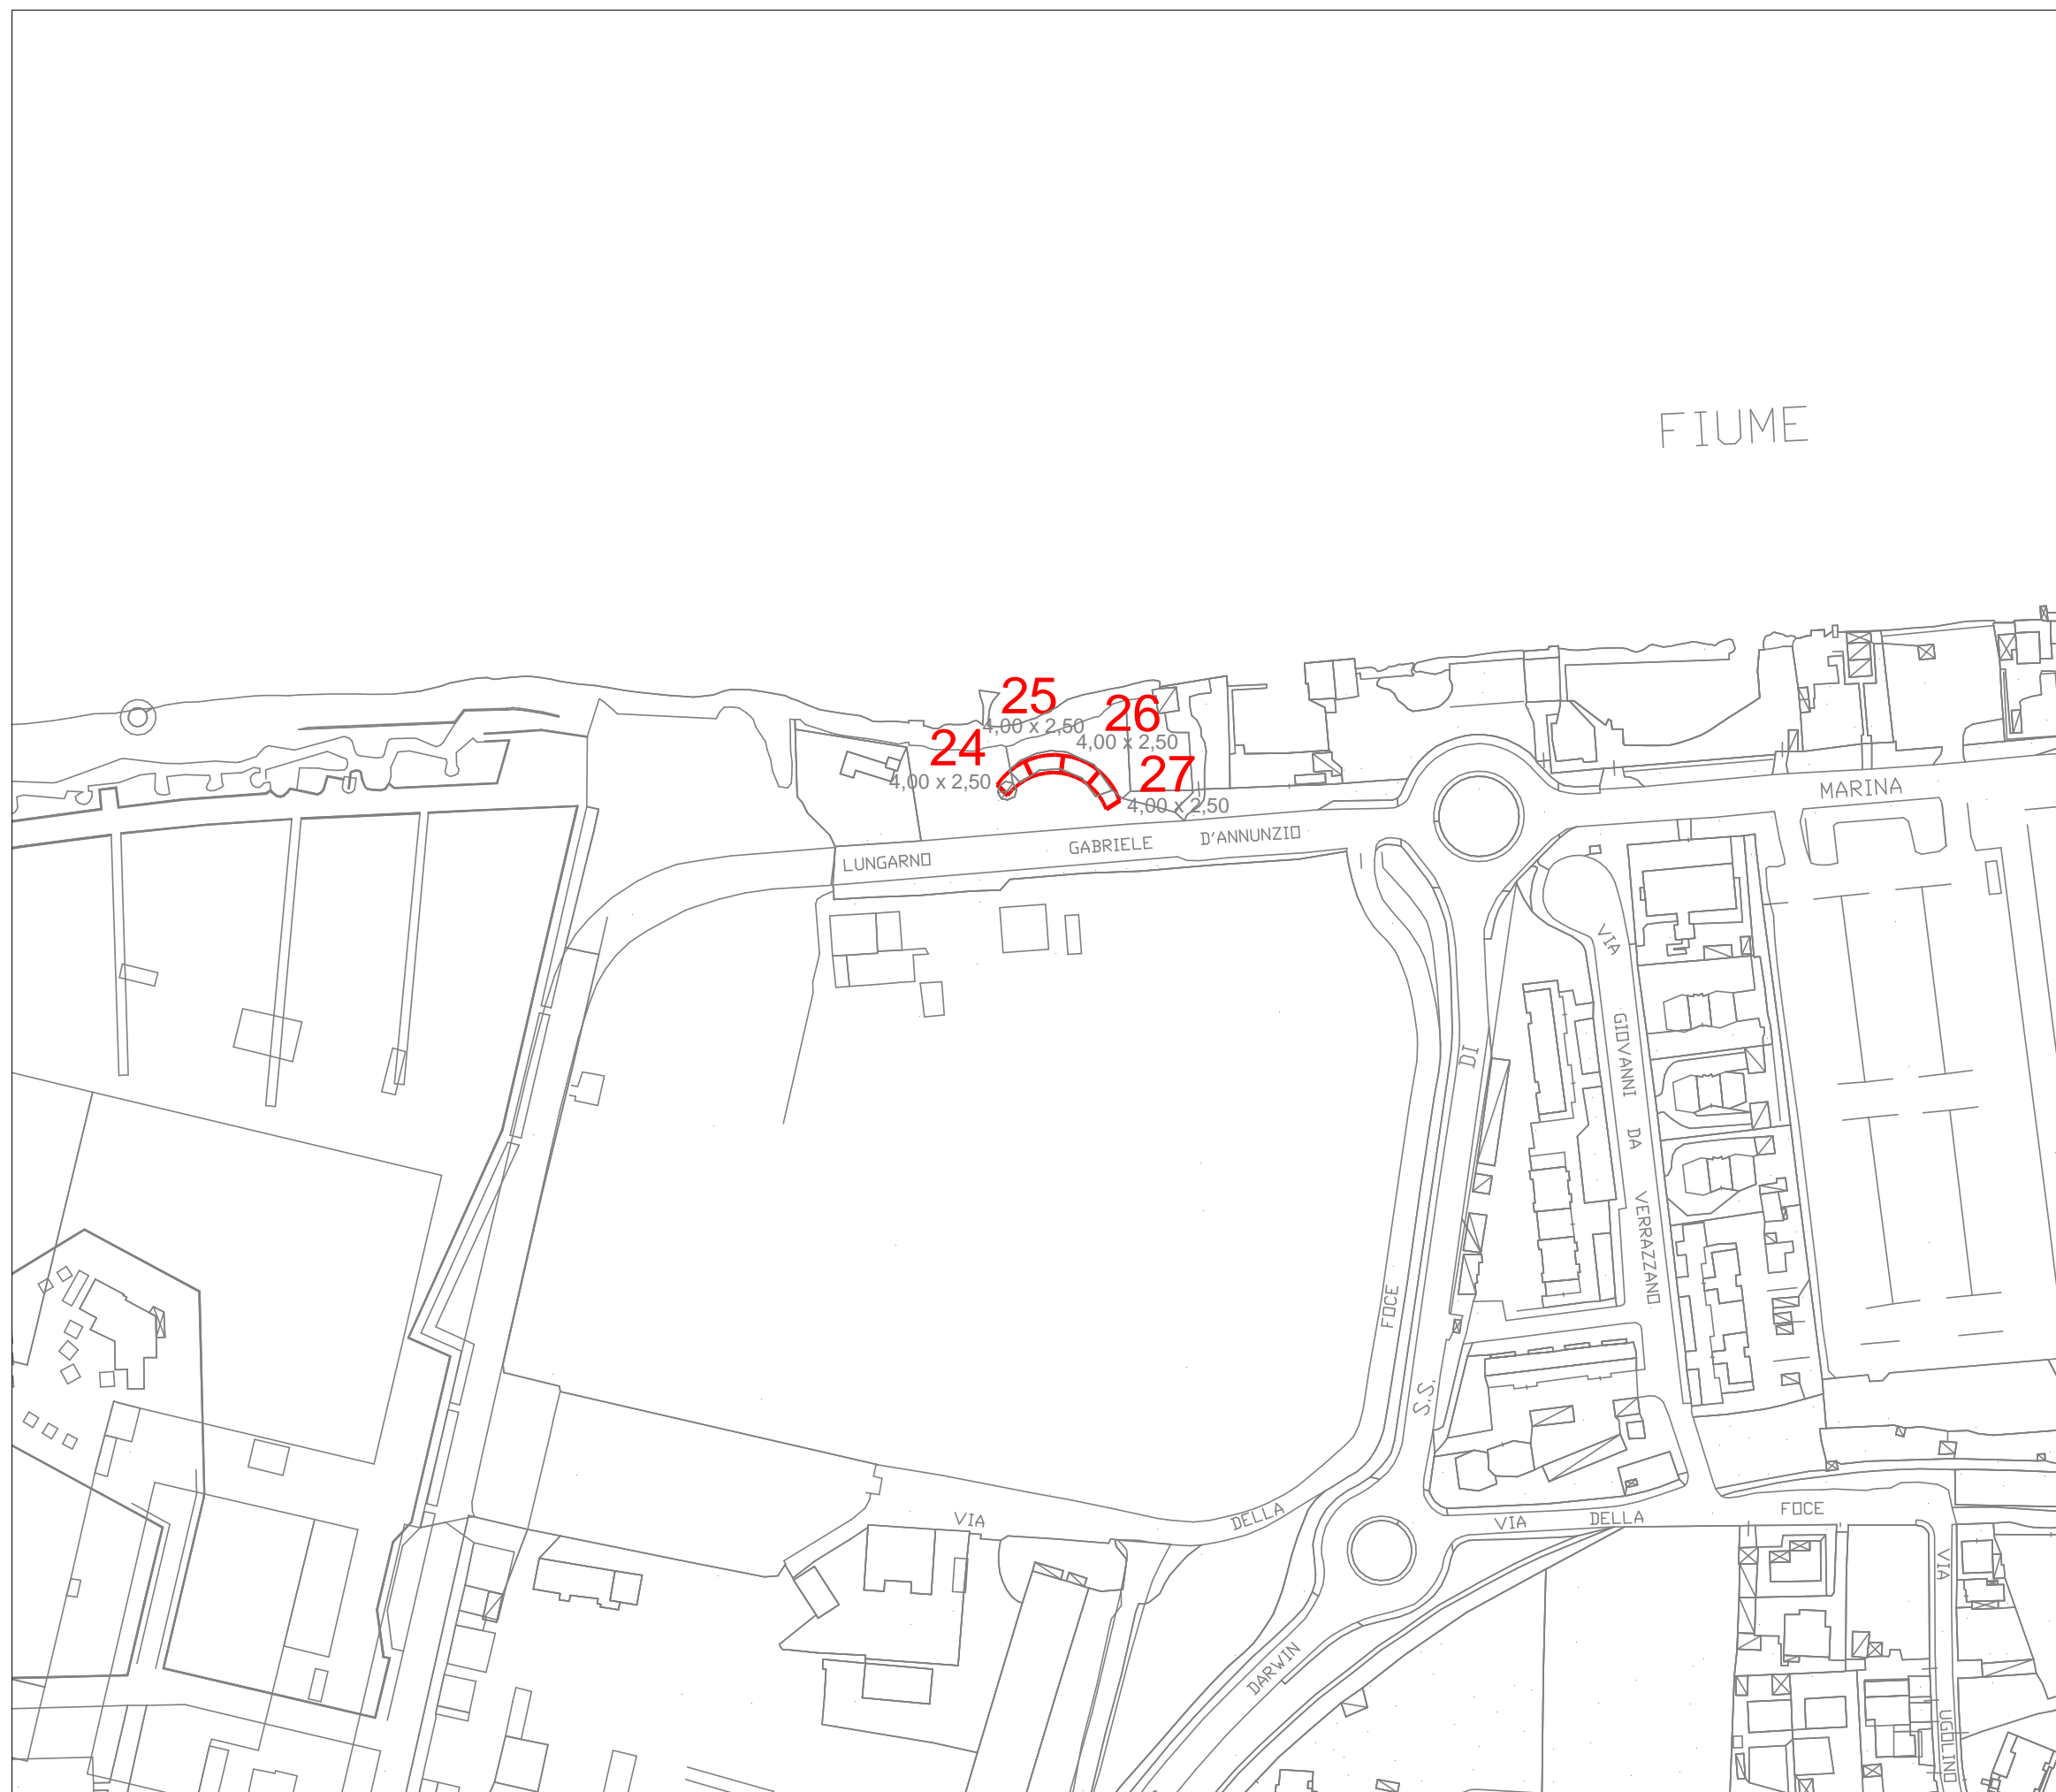 FIUME
25
4,00 x 2,50
26
4,00 x 2,50
24
4,00 x 2,50
27
4,00 x 2,50
MARINA
LUNGARNO GABRIELE D'ANNUNZIO
VIA GIOVANNI DA VERRAZZANO
DI
S.S.
FOCE
VIA DELLA
VIA DELLA FOCE
DARWIN
VIA UGOLINO